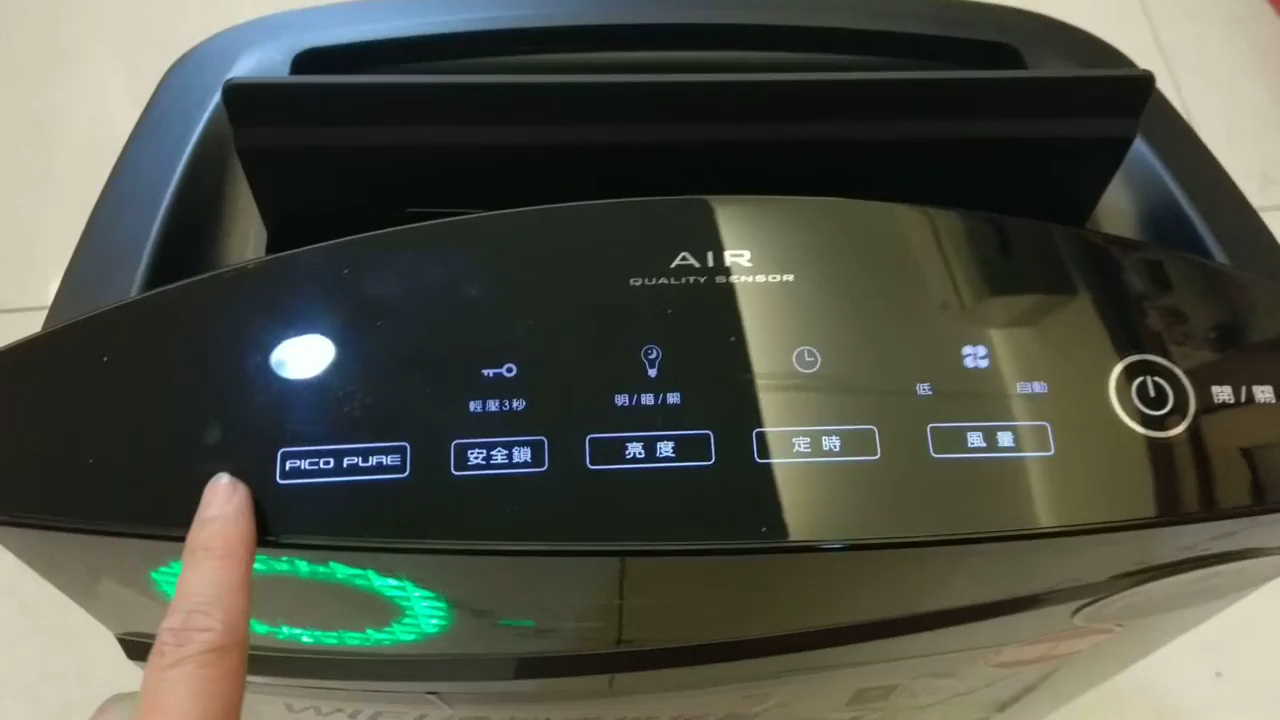 AIR
QUALITY SENSOR
輕壓3秒
明/暗/關
低
自動
開/關
PICO PURE
安全鎖
亮度
定時
風量